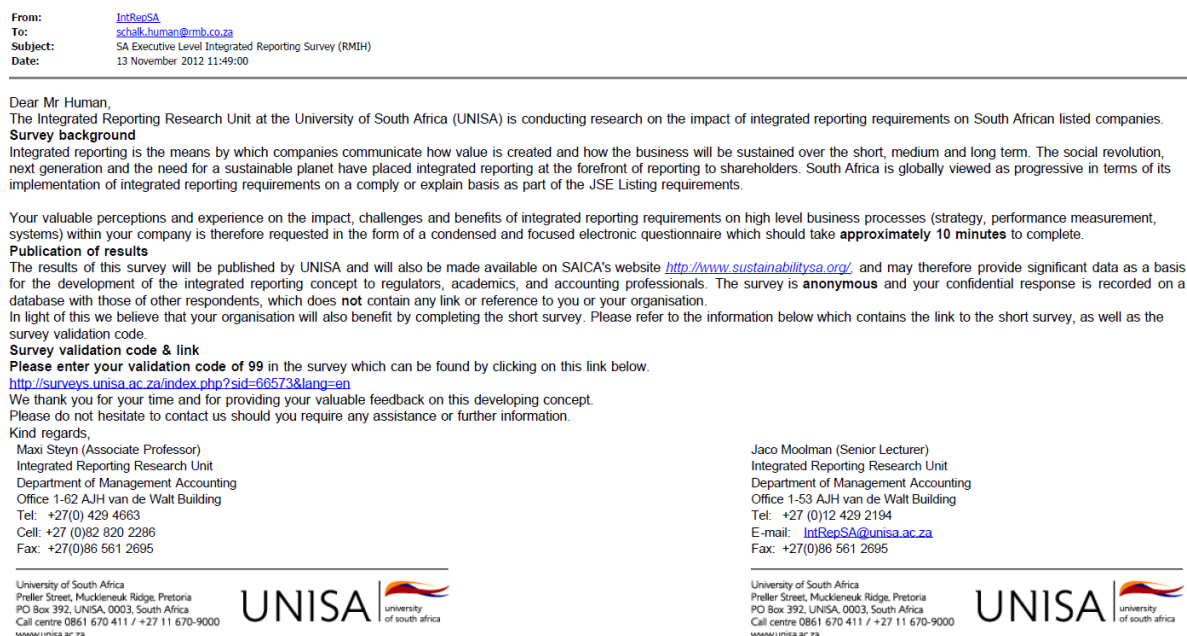 From: IntRepSA
To: schalk.human@rmb.co.za
Subject: SA Executive Level Integrated Reporting Survey (RMIH)
Date: 13 November 2012 11:49:00
Dear Mr Human,
The Integrated Reporting Research Unit at the University of South Africa (UNISA) is conducting research on the impact of integrated reporting requirements on South African listed companies.
Survey background
Integrated reporting is the means by which companies communicate how value is created and how the business will be sustained over the short, medium and long term. The social revolution,
next generation and the need for a sustainable planet have placed integrated reporting at the forefront of reporting to shareholders. South Africa is globally viewed as progressive in terms of its
implementation of integrated reporting requirements on a comply or explain basis as part of the JSE Listing requirements.
Your valuable perceptions and experience on the impact, challenges and benefits of integrated reporting requirements on high level business processes (strategy, performance measurement,
systems) within your company is therefore requested in the form of a condensed and focused electronic questionnaire which should take approximately 10 minutes to complete.
Publication of results
The results of this survey will be published by UNISA and will also be made available on SAICA's website http://www.sustainabilitysa.org/, and may therefore provide significant data as a basis
for the development of the integrated reporting concept to regulators, academics, and accounting professionals. The survey is anonymous and your confidential response is recorded on a
database with those of other respondents, which does not contain any link or reference to you or your organisation.
In light of this we believe that your organisation will also benefit by completing the short survey. Please refer to the information below which contains the link to the short survey, as well as the
survey validation code.
Survey validation code & link
Please enter your validation code of 99 in the survey which can be found by clicking on this link below.
http://surveys.unisa.ac.za/index.php?sid=66573&lang=en
We thank you for your time and for providing your valuable feedback on this developing concept.
Please do not hesitate to contact us should you require any assistance or further information.
Kind regards,
Maxi Steyn (Associate Professor)
Integrated Reporting Research Unit
Department of Management Accounting
Office 1-62 AJH van de Walt Building
Tel: +27(0) 429 4663
Cell: +27 (0)82 820 2286
Fax: +27(0)86 561 2695
University of South Africa
Preller Street, Muckleneuk Ridge, Pretoria
PO Box 392, UNISA, 0003, South Africa
Call centre 0861 670 411 / +27 11 670-9000
www.unisa.ac.za
UNISA
university
of south africa
Jaco Moolman (Senior Lecturer)
Integrated Reporting Research Unit
Department of Management Accounting
Office 1-53 AJH van de Walt Building
Tel: +27 (0)12 429 2194
E-mail: IntRepSA@unisa.ac.za
Fax: +27(0)86 561 2695
University of South Africa
Preller Street, Muckleneuk Ridge, Pretoria
PO Box 392, UNISA, 0003, South Africa
Call centre 0861 670 411 / +27 11 670-9000
www.unisa.ac.za
UNISA
university
of south africa